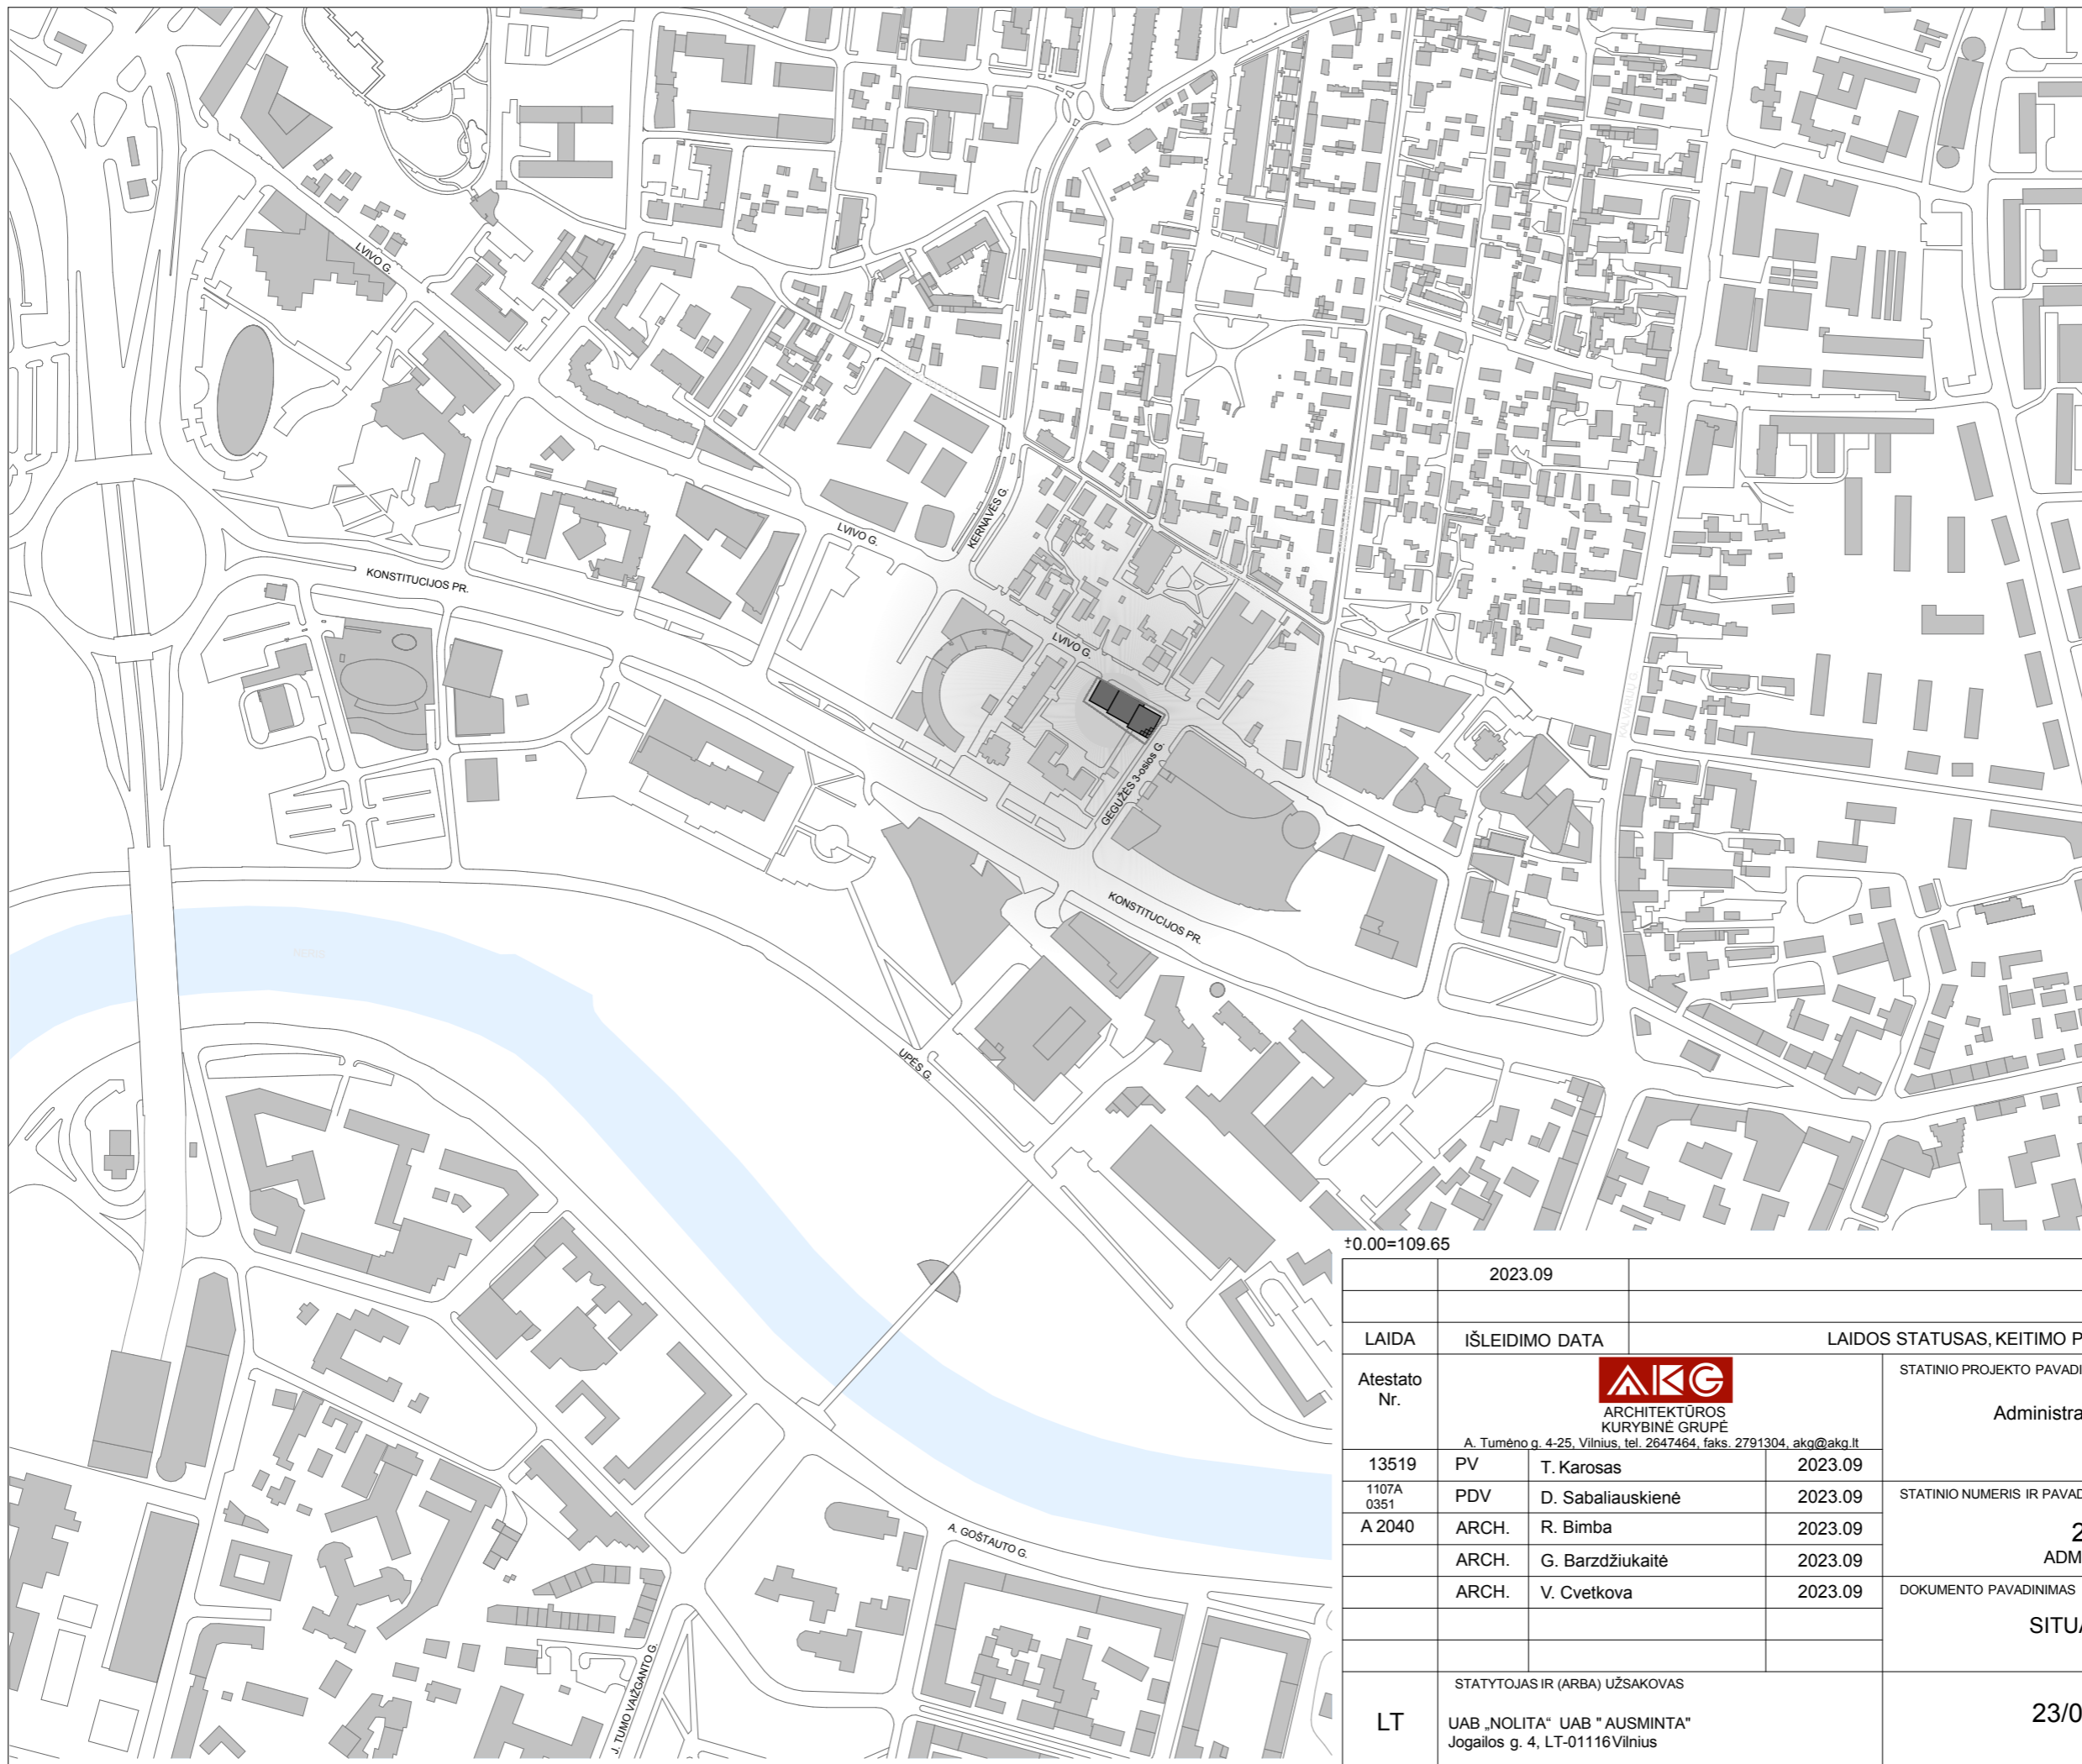 LVIVO G.
KERNAVĖS G.
LVIVO G.
KONSTITUCIJOS PR.
LVIVO G.
GEGUŽĖS 3-osios G.
KONSTITUCIJOS PR.
NERIS
UPĖS G.
A. GOŠTAUTO G.
J. TUMO VAIŽGANTO G.
±0.00=109.65
2023.09
LAIDA IŠLEIDIMO DATA LAIDOS STATUSAS, KEITIMO P
Atestato
Nr.
AKG
ARCHITEKTŪROS
KURYBINĖ GRUPĖ
A. Tumėno g. 4-25, Vilnius, tel. 2647464, faks. 2791304, akg@akg.lt
STATINIO PROJEKTO PAVADI
Administra
13519 PV T. Karosas 2023.09
1107A
0351 PDV D. Sabaliauskienė 2023.09
A 2040 ARCH. R. Bimba 2023.09
ARCH. G. Barzdžiukaitė 2023.09
ARCH. V. Cvetkova 2023.09
STATINIO NUMERIS IR PAVAD
2
ADM
DOKUMENTO PAVADINIMAS
SITUA
LT
STATYTOJAS IR (ARBA) UŽSAKOVAS
UAB „NOLITA“ UAB " AUSMINTA"
Jogailos g. 4, LT-01116 Vilnius
23/0